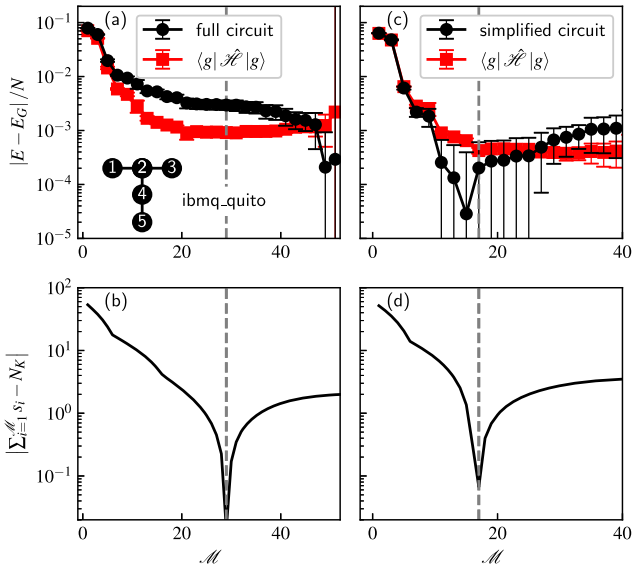 (a)
full circuit
⟨g| ℋ̂ |g⟩
|E − E_G|/N
10⁻¹
10⁻²
10⁻³
10⁻⁴
10⁻⁵
1 2 3
4
5
ibmq_quito
0 20 40
(c)
simplified circuit
⟨g| ℋ̂ |g⟩
0 20 40
(b)
|Σ_{i=1}^{ℳ} s_i − N_K|
10²
10¹
10⁰
10⁻¹
0 20 40
ℳ
(d)
0 20 40
ℳ